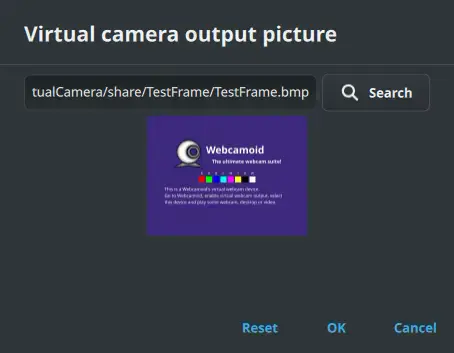 Virtual camera output picture
tualCamera/share/TestFrame/TestFrame.bmp
Search
Webcamoid
The ultimate webcam suite!
This is a Webcamoid's virtual webcam device.
Go to Webcamoid, enable virtual webcam output, select
this device and play some webcam, desktop or video.
Reset
OK
Cancel